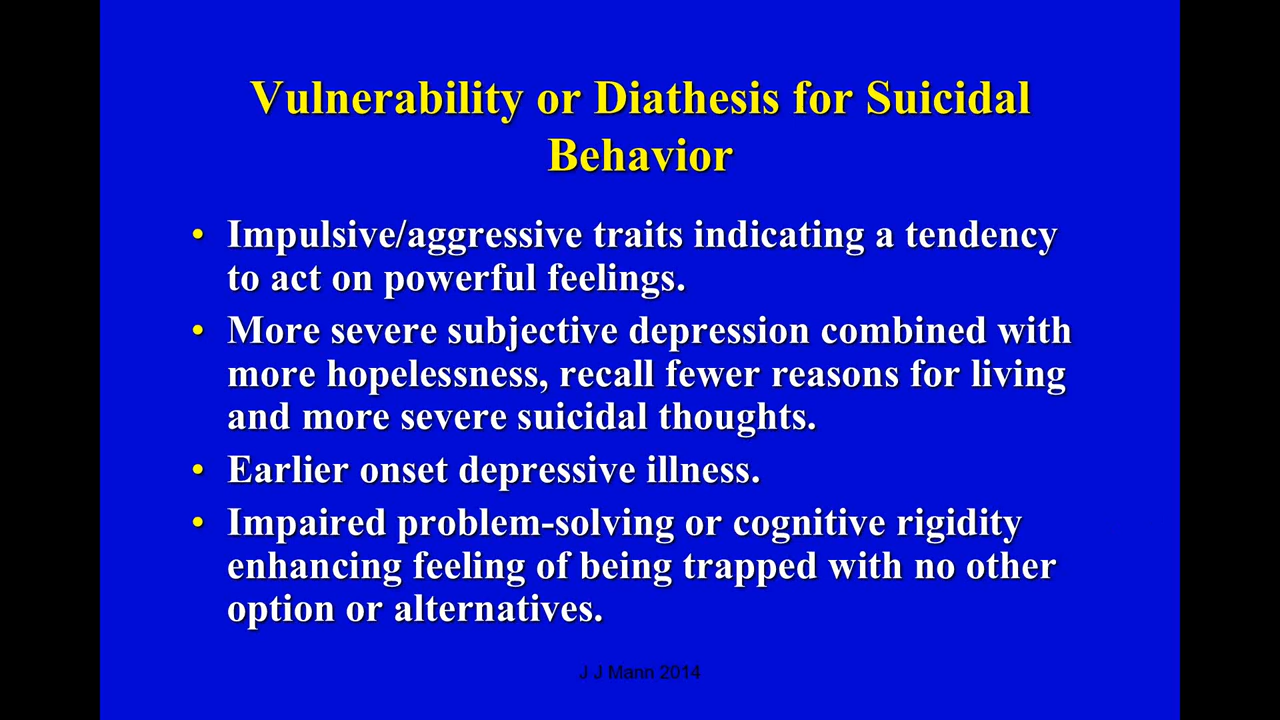 Vulnerability or Diathesis for Suicidal
Behavior
• Impulsive/aggressive traits indicating a tendency
to act on powerful feelings.
• More severe subjective depression combined with
more hopelessness, recall fewer reasons for living
and more severe suicidal thoughts.
• Earlier onset depressive illness.
• Impaired problem-solving or cognitive rigidity
enhancing feeling of being trapped with no other
option or alternatives.
J J Mann 2014